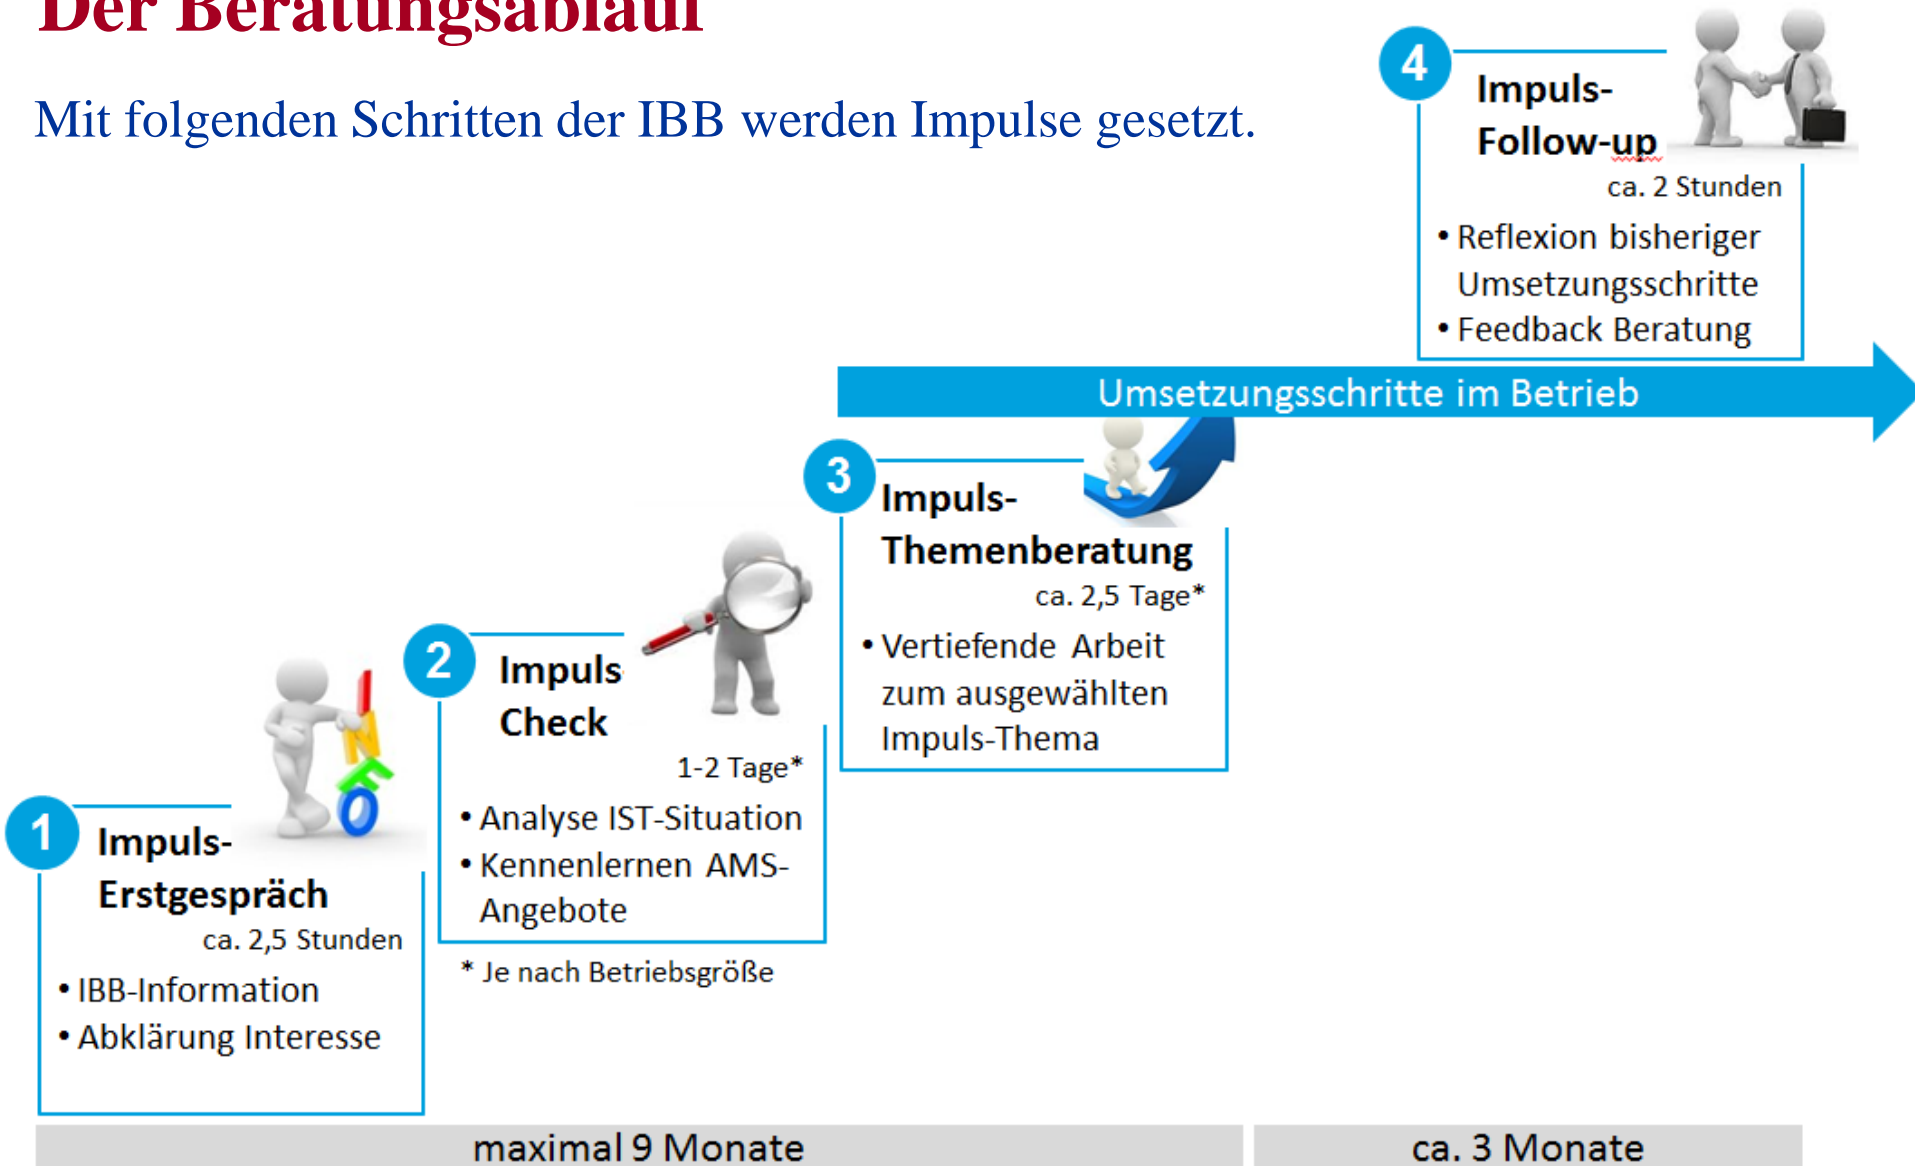 Der Beratungsablauf
Mit folgenden Schritten der IBB werden Impulse gesetzt.
1
Impuls-
Erstgespräch
ca. 2,5 Stunden
• IBB-Information
• Abklärung Interesse
INFO
2
Impuls
Check
1-2 Tage*
• Analyse IST-Situation
• Kennenlernen AMS-
Angebote
* Je nach Betriebsgröße
3
Impuls-
Themenberatung
ca. 2,5 Tage*
• Vertiefende Arbeit
zum ausgewählten
Impuls-Thema
Umsetzungsschritte im Betrieb
4
Impuls-
Follow-up
ca. 2 Stunden
• Reflexion bisheriger
Umsetzungsschritte
• Feedback Beratung
maximal 9 Monate
ca. 3 Monate